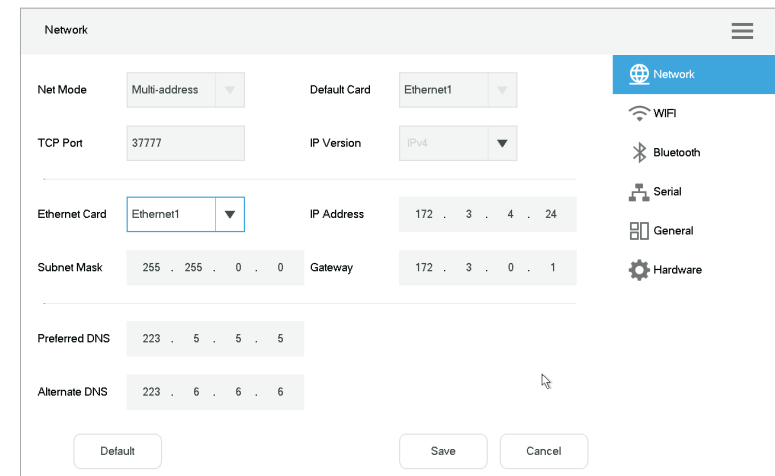 Network
Net Mode Multi-address Default Card Ethernet1
TCP Port 37777 IP Version IPv4
Ethernet Card Ethernet1 IP Address 172 . 3 . 4 . 24
Subnet Mask 255 . 255 . 0 . 0 Gateway 172 . 3 . 0 . 1
Preferred DNS 223 . 5 . 5 . 5
Alternate DNS 223 . 6 . 6 . 6
Default Save Cancel
Network
WIFI
Bluetooth
Serial
General
Hardware